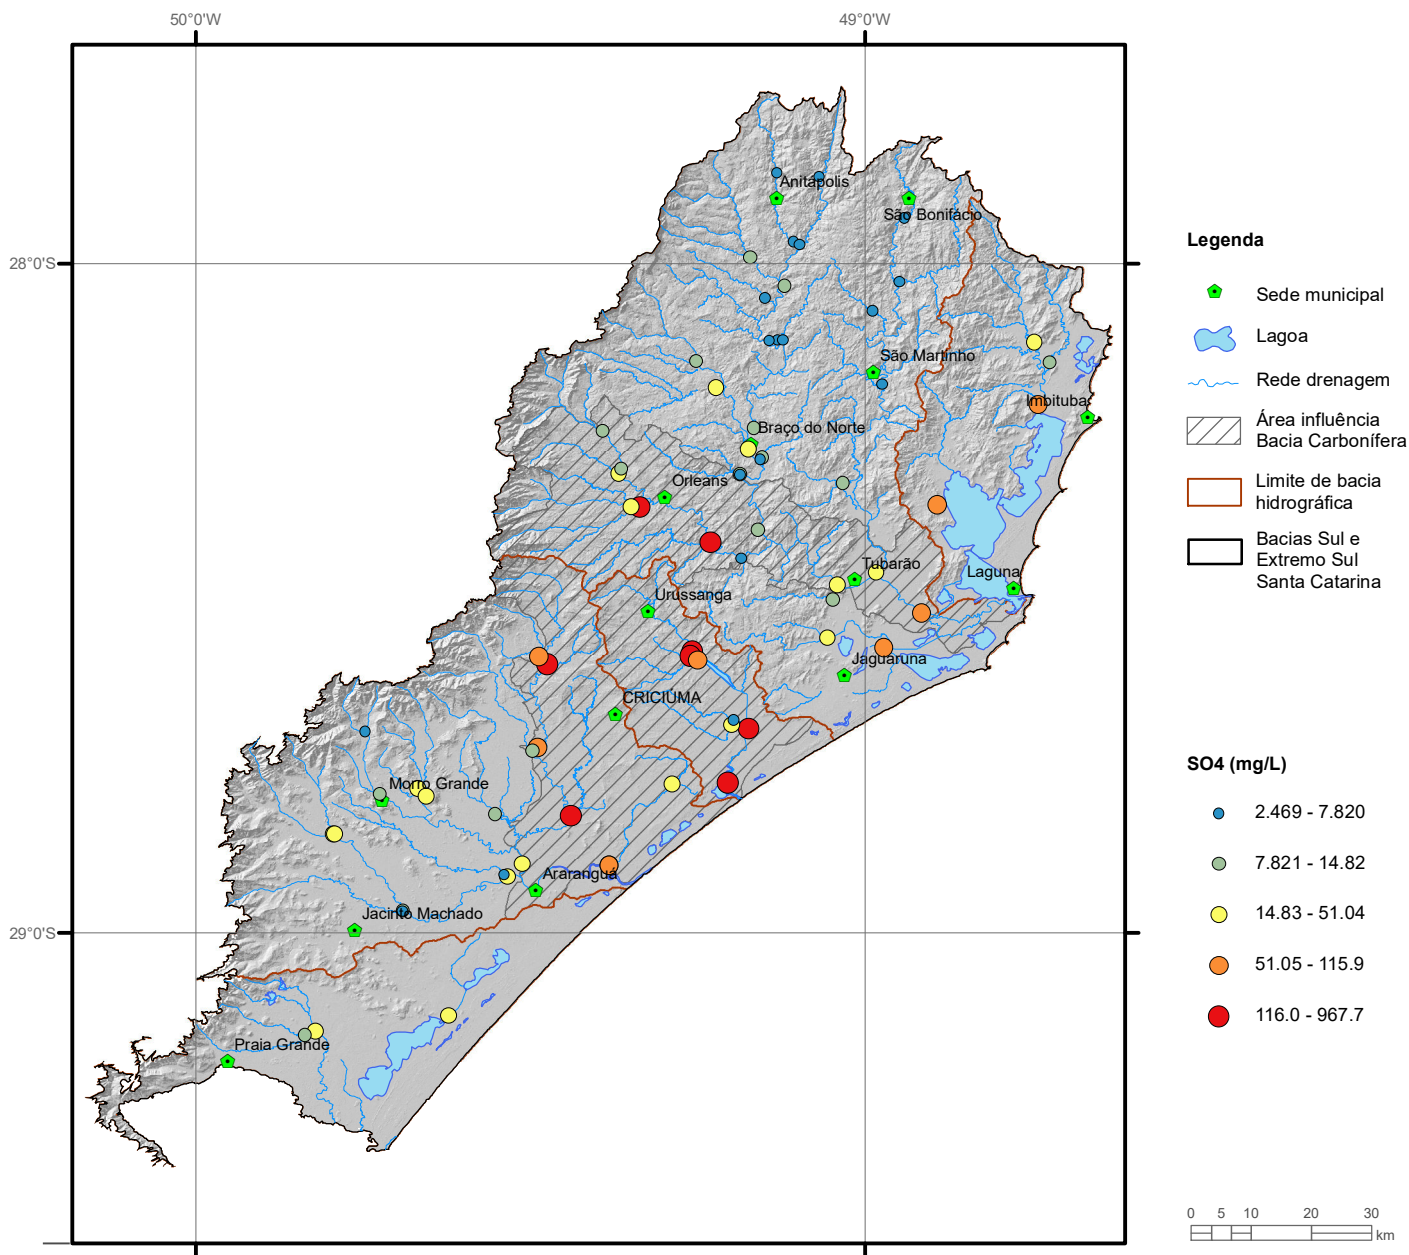 50°0'W
49°0'W
28°0'S
29°0'S
Anitápolis
São Bonifácio
São Martinho
Imbituba
Braço do Norte
Orleans
Tubarão
Laguna
Urussanga
Jaguaruna
CRICIÚMA
Morro Grande
Araranguá
Jacinto Machado
Praia Grande
Legenda
Sede municipal
Lagoa
Rede drenagem
Área influência
Bacia Carbonífera
Limite de bacia
hidrográfica
Bacias Sul e
Extremo Sul
Santa Catarina
SO4 (mg/L)
2.469 - 7.820
7.821 - 14.82
14.83 - 51.04
51.05 - 115.9
116.0 - 967.7
0 5 10 20 30
km